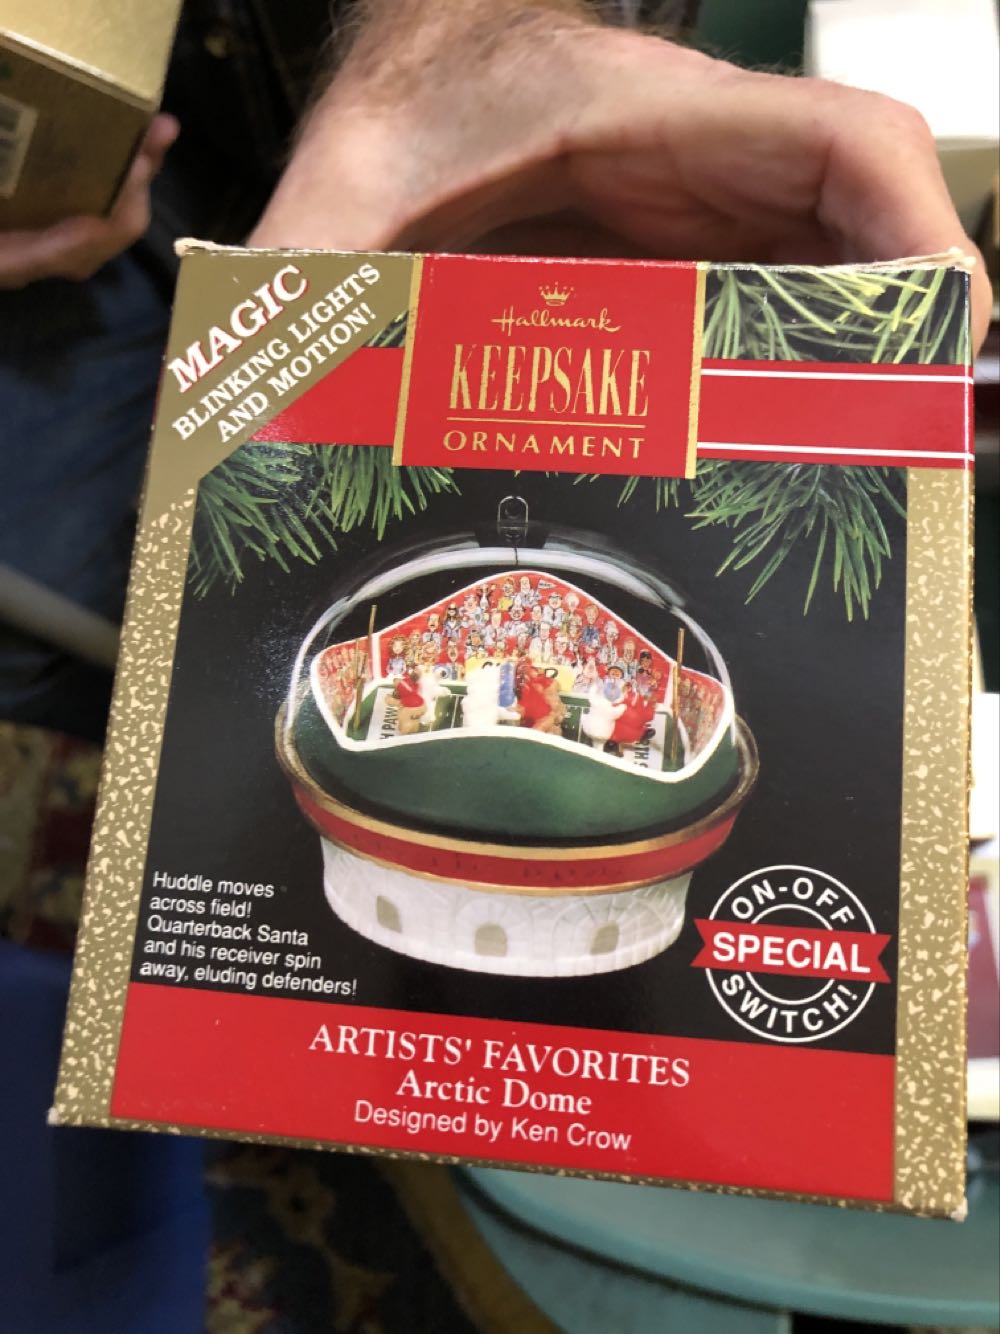 MAGIC
BLINKING LIGHTS
AND MOTION!
Hallmark
KEEPSAKE
ORNAMENT
Huddle moves
across field!
Quarterback Santa
and his receiver spin
away, eluding defenders!
ON-OFF
SPECIAL
SWITCH!
ARTISTS' FAVORITES
Arctic Dome
Designed by Ken Crow